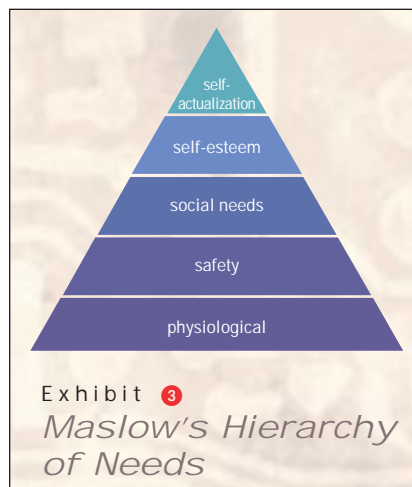 self-
actualization
self-esteem
social needs
safety
physiological
Exhibit 3
Maslow's Hierarchy
of Needs